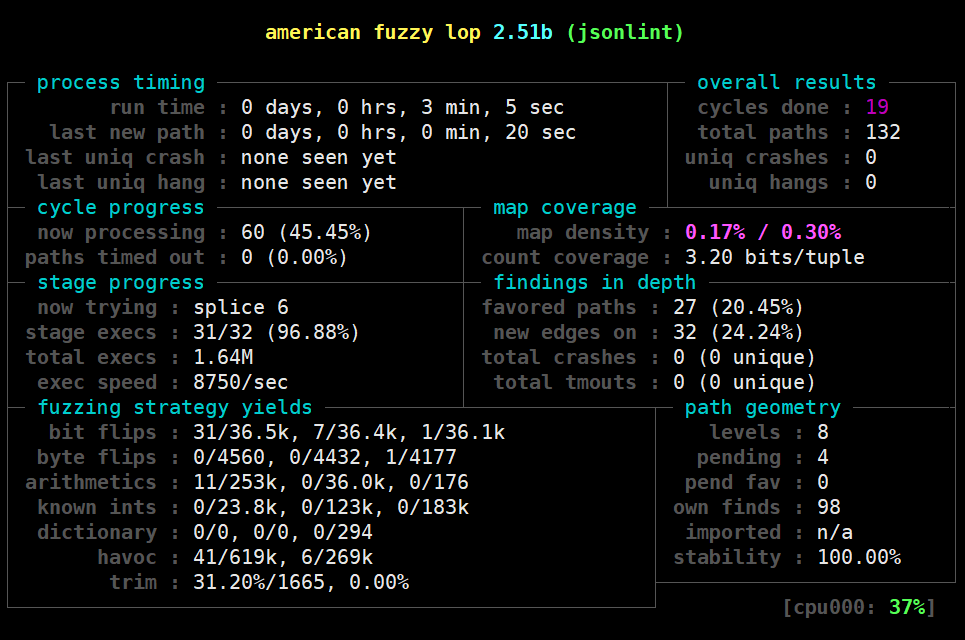 american fuzzy lop 2.51b (jsonlint)
process timing
run time : 0 days, 0 hrs, 3 min, 5 sec
last new path : 0 days, 0 hrs, 0 min, 20 sec
last uniq crash : none seen yet
last uniq hang : none seen yet
overall results
cycles done : 19
total paths : 132
uniq crashes : 0
uniq hangs : 0
cycle progress
now processing : 60 (45.45%)
paths timed out : 0 (0.00%)
map coverage
map density : 0.17% / 0.30%
count coverage : 3.20 bits/tuple
stage progress
now trying : splice 6
stage execs : 31/32 (96.88%)
total execs : 1.64M
exec speed : 8750/sec
findings in depth
favored paths : 27 (20.45%)
new edges on : 32 (24.24%)
total crashes : 0 (0 unique)
total tmouts : 0 (0 unique)
fuzzing strategy yields
bit flips : 31/36.5k, 7/36.4k, 1/36.1k
byte flips : 0/4560, 0/4432, 1/4177
arithmetics : 11/253k, 0/36.0k, 0/176
known ints : 0/23.8k, 0/123k, 0/183k
dictionary : 0/0, 0/0, 0/294
havoc : 41/619k, 6/269k
trim : 31.20%/1665, 0.00%
path geometry
levels : 8
pending : 4
pend fav : 0
own finds : 98
imported : n/a
stability : 100.00%
[cpu000: 37%]